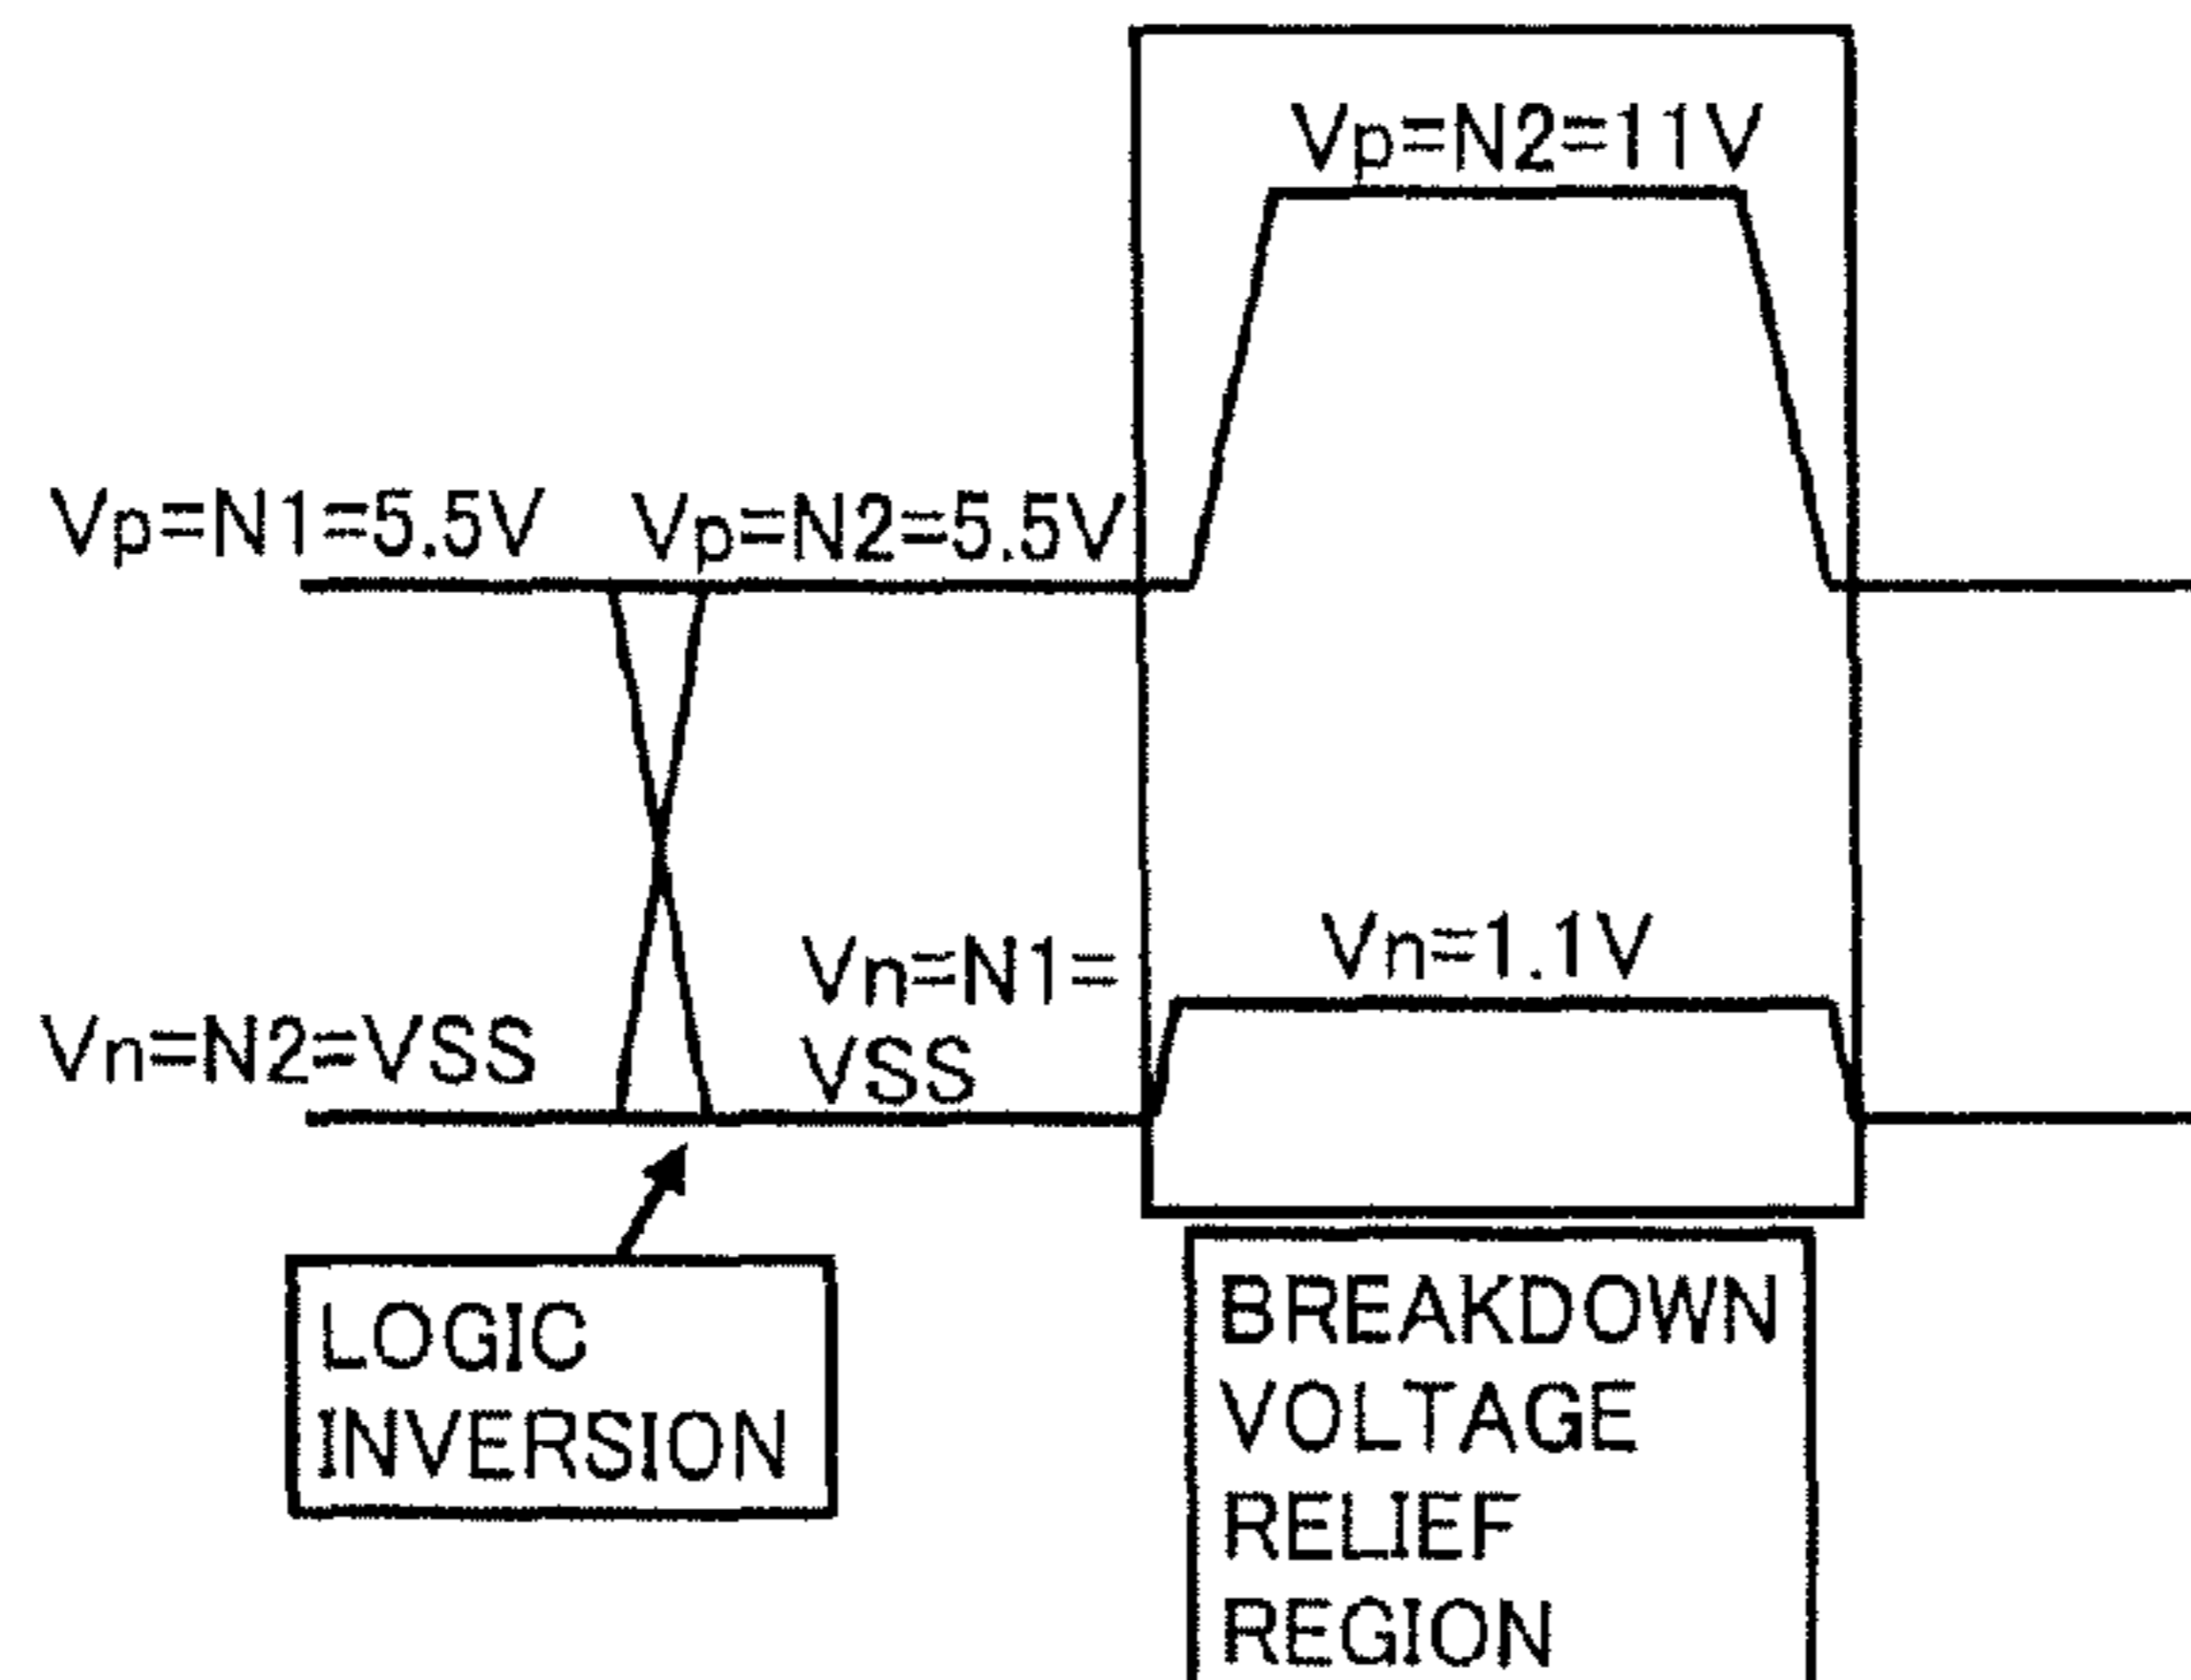 Vp=N2=11V
Vp=N1=5.5V
Vp=N2=5.5V
Vn=N1=
VSS
Vn=1.1V
Vn=N2=VSS
LOGIC
INVERSION
BREAKDOWN
VOLTAGE
RELIEF
REGION